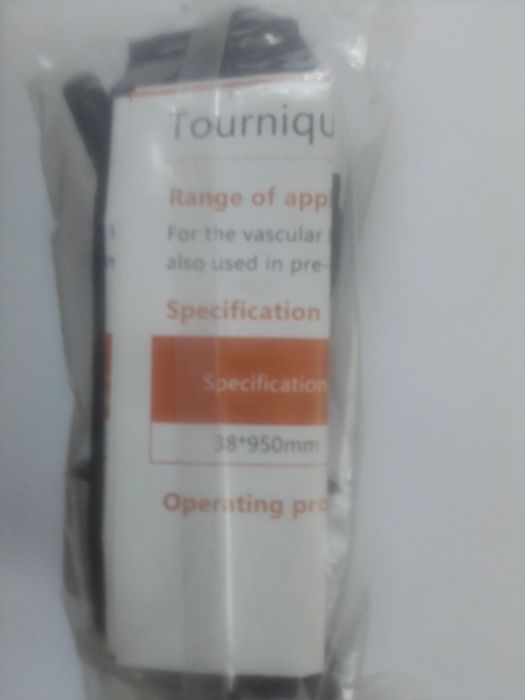 Tourniqu
Range of app
For the vascular
also used in pre-
Specification
Specification
38*950mm
Operating pro